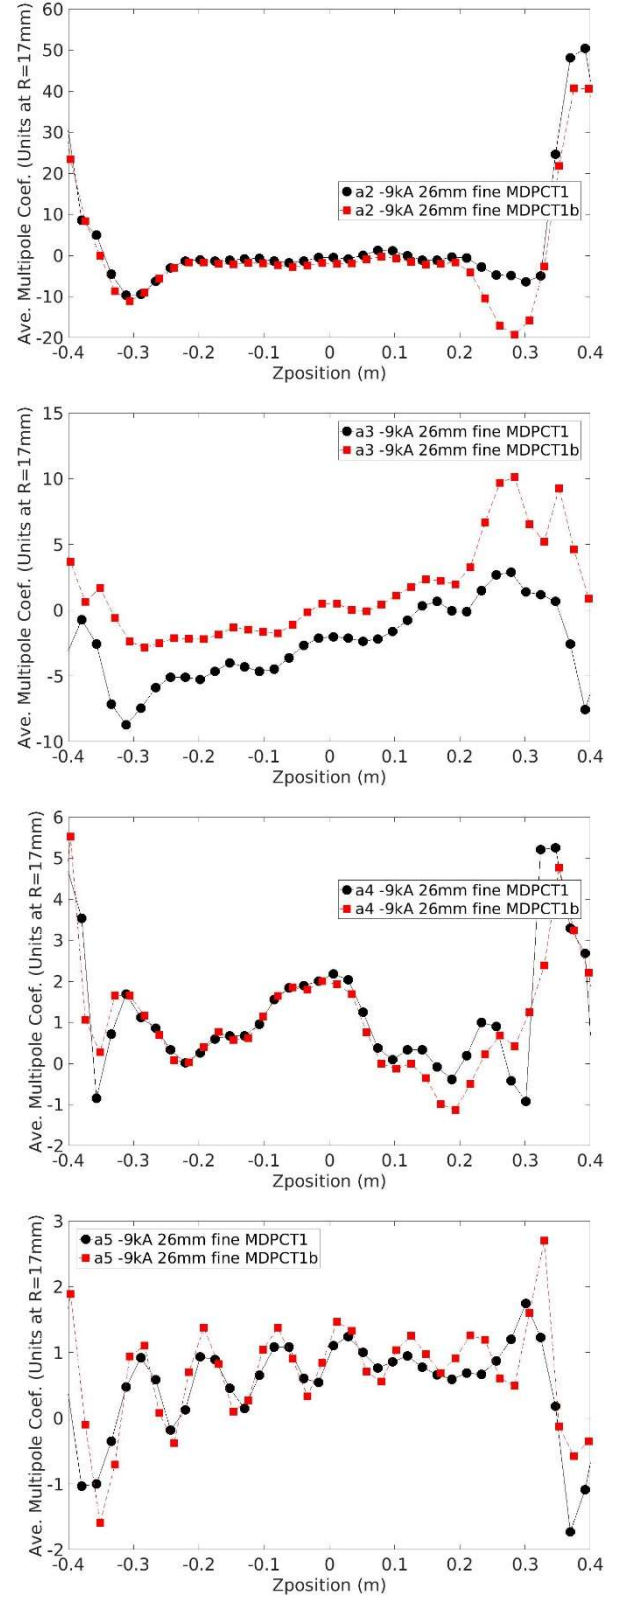 60
50
40
30
20
10
0
-10
-20
Ave. Multipole Coef. (Units at R=17mm)
a2 -9kA 26mm fine MDPCT1
a2 -9kA 26mm fine MDPCT1b
-0.4 -0.3 -0.2 -0.1 0 0.1 0.2 0.3 0.4
Zposition (m)
15
10
5
0
-5
-10
Ave. Multipole Coef. (Units at R=17mm)
a3 -9kA 26mm fine MDPCT1
a3 -9kA 26mm fine MDPCT1b
-0.4 -0.3 -0.2 -0.1 0 0.1 0.2 0.3 0.4
Zposition (m)
6
5
4
3
2
1
0
-1
-2
Ave. Multipole Coef. (Units at R=17mm)
a4 -9kA 26mm fine MDPCT1
a4 -9kA 26mm fine MDPCT1b
-0.4 -0.3 -0.2 -0.1 0 0.1 0.2 0.3 0.4
Zposition (m)
3
2
1
0
-1
-2
Ave. Multipole Coef. (Units at R=17mm)
a5 -9kA 26mm fine MDPCT1
a5 -9kA 26mm fine MDPCT1b
-0.4 -0.3 -0.2 -0.1 0 0.1 0.2 0.3 0.4
Zposition (m)